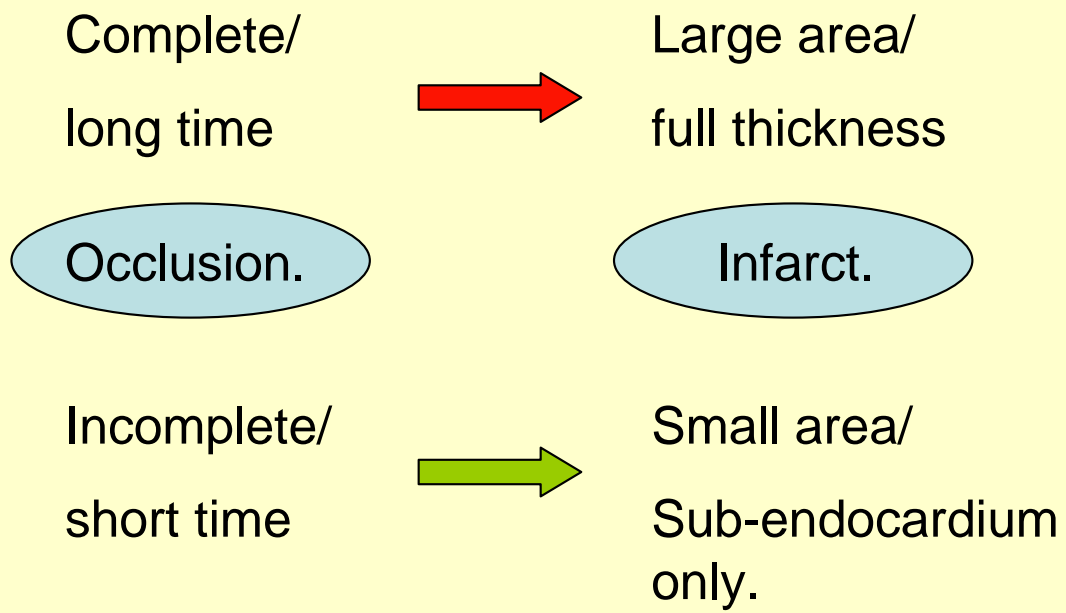 Complete/
long time
Large area/
full thickness
Occlusion.
Infarct.
Incomplete/
short time
Small area/
Sub-endocardium
only.